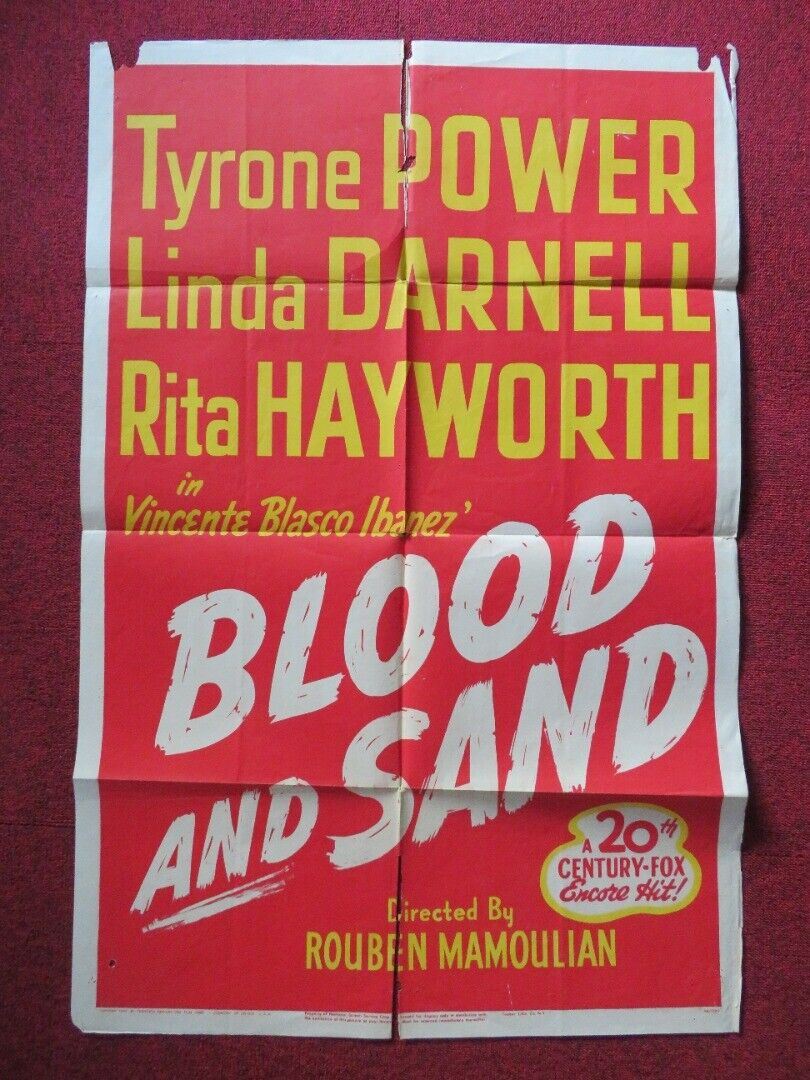 Tyrone POWER
Linda DARNELL
Rita HAYWORTH
in
Vincente Blasco Ibanez'
BLOOD
AND SAND
A 20th
CENTURY-FOX
Encore Hit!
Directed By
ROUBEN MAMOULIAN